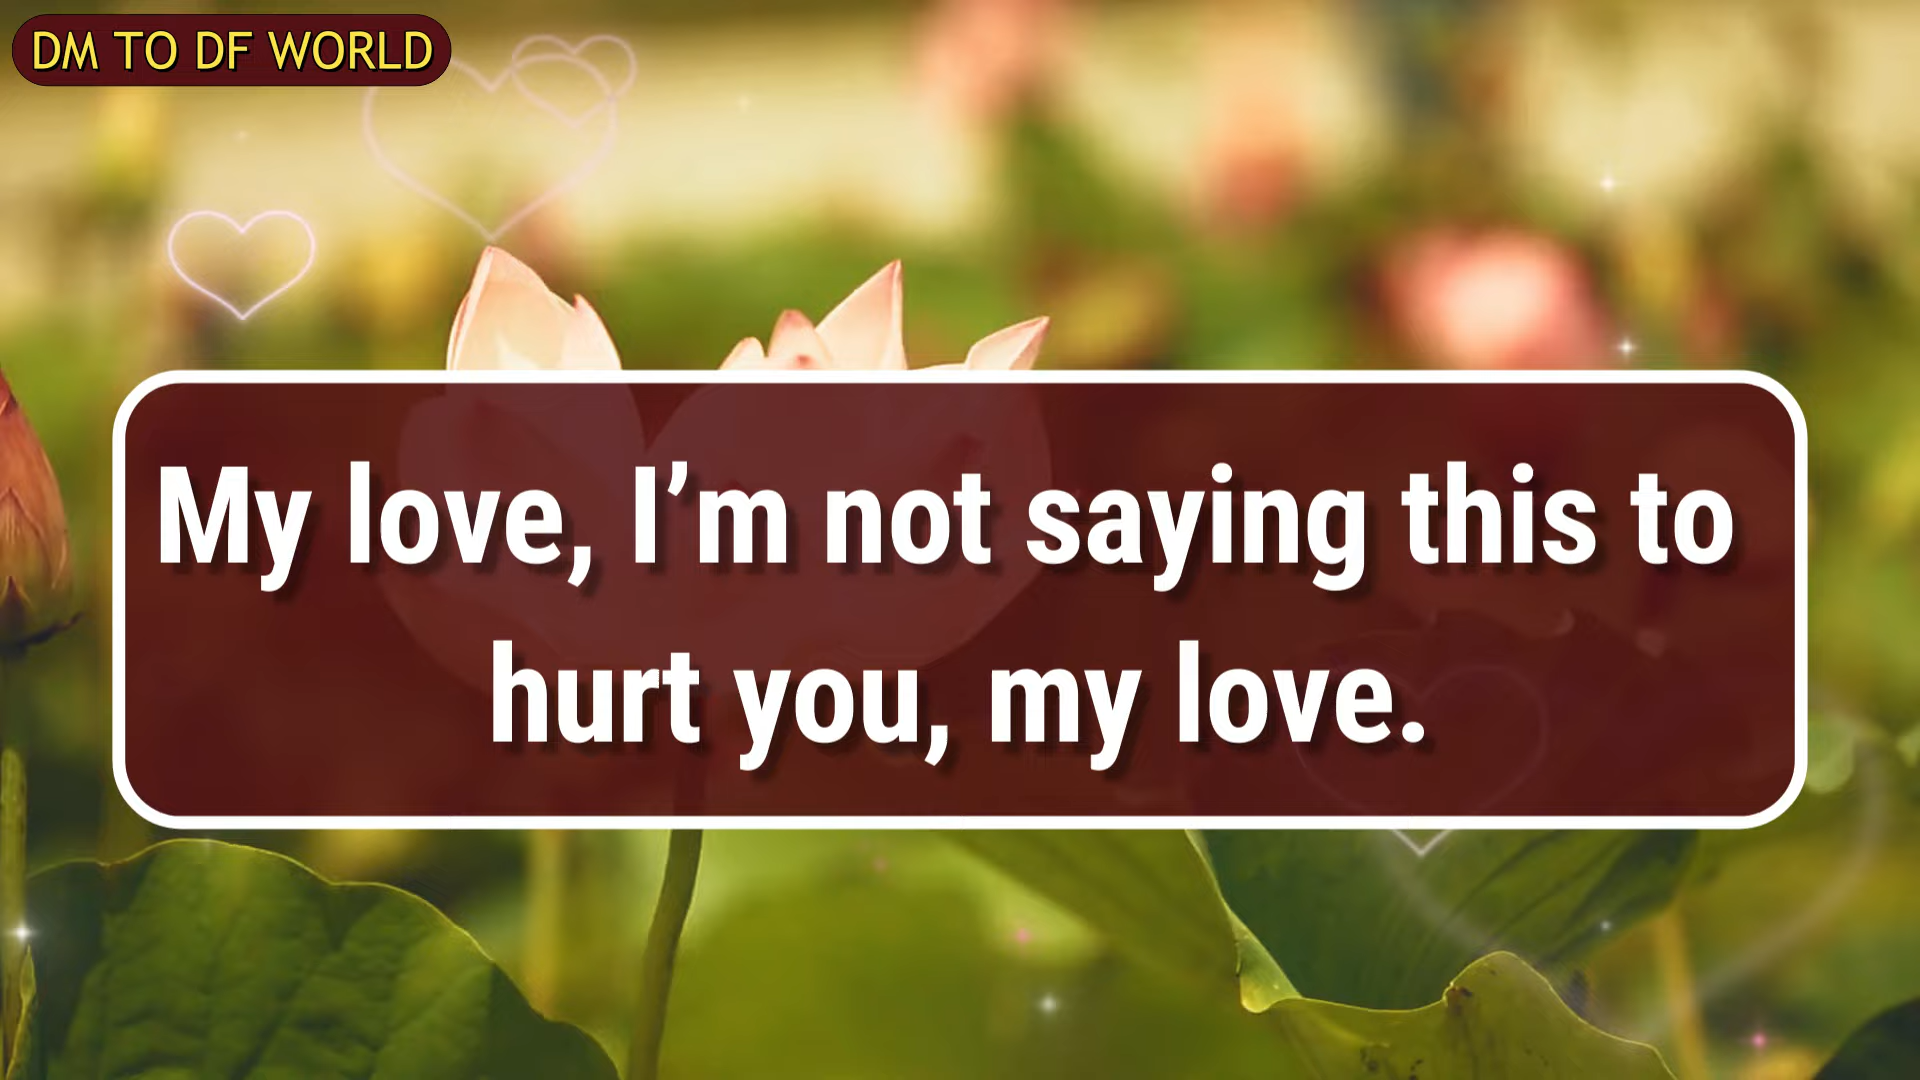 DM TO DF WORLD
My love, I’m not saying this to
hurt you, my love.